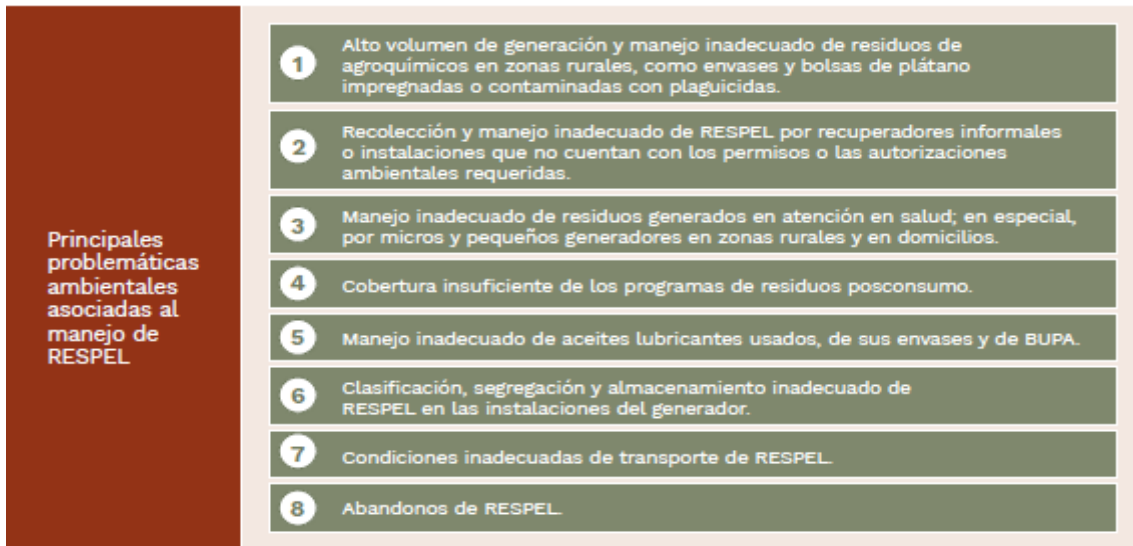 Principales
problemáticas
ambientales
asociadas al
manejo de
RESPEL
1
Alto volumen de generación y manejo inadecuado de residuos de
agroquímicos en zonas rurales, como envases y bolsas de plátano
impregnadas o contaminadas con plaguicidas.
2
Recolección y manejo inadecuado de RESPEL por recuperadores informales
o instalaciones que no cuentan con los permisos o las autorizaciones
ambientales requeridas.
3
Manejo inadecuado de residuos generados en atención en salud; en especial,
por micros y pequeños generadores en zonas rurales y en domicilios.
4
Cobertura insuficiente de los programas de residuos posconsumo.
5
Manejo inadecuado de aceites lubricantes usados, de sus envases y de BUPA.
6
Clasificación, segregación y almacenamiento inadecuado de
RESPEL en las instalaciones del generador.
7
Condiciones inadecuadas de transporte de RESPEL.
8
Abandonos de RESPEL.